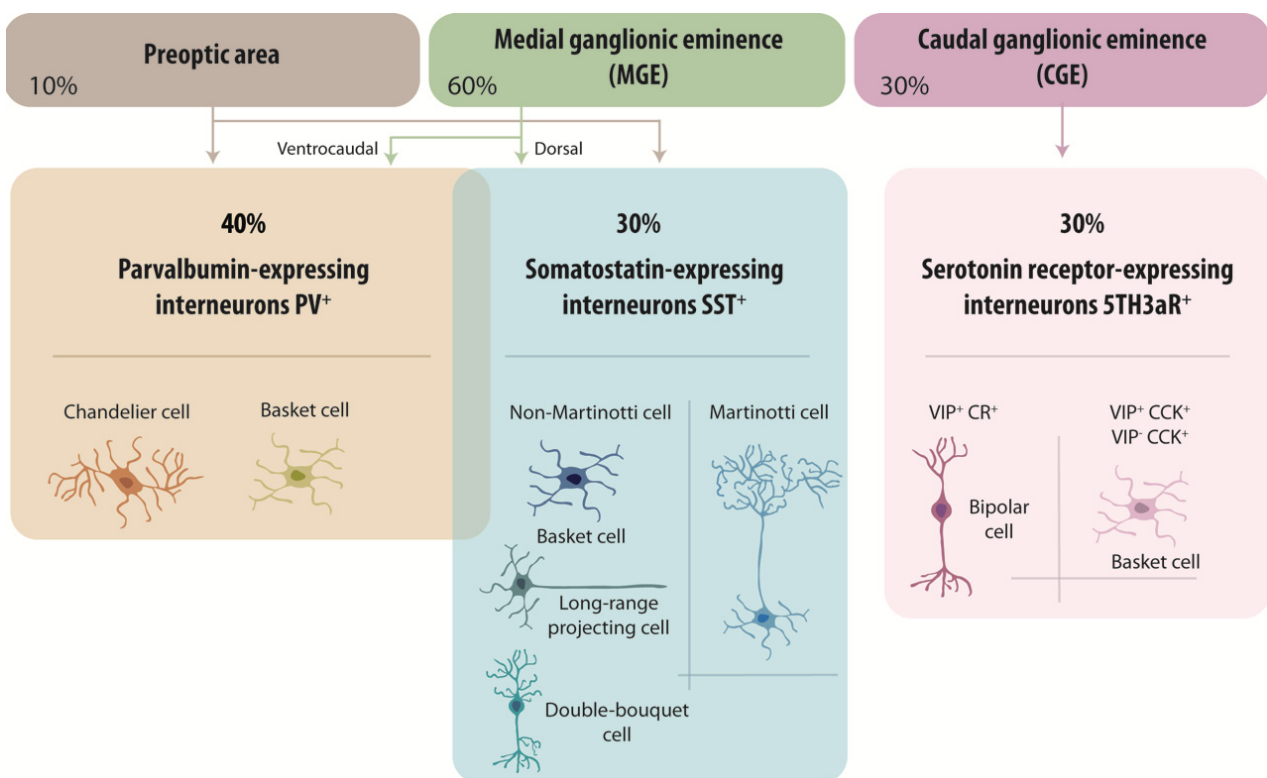 Preoptic area
10%
Medial ganglionic eminence
(MGE)
60%
Caudal ganglionic eminence
(CGE)
30%
Ventrocaudal
Dorsal
40%
Parvalbumin-expressing
interneurons PV⁺
Chandelier cell
Basket cell
30%
Somatostatin-expressing
interneurons SST⁺
Non-Martinotti cell
Basket cell
Long-range
projecting cell
Double-bouquet
cell
Martinotti cell
30%
Serotonin receptor-expressing
interneurons 5TH3aR⁺
VIP⁺ CR⁺
Bipolar
cell
VIP⁺ CCK⁺
VIP⁻ CCK⁺
Basket cell